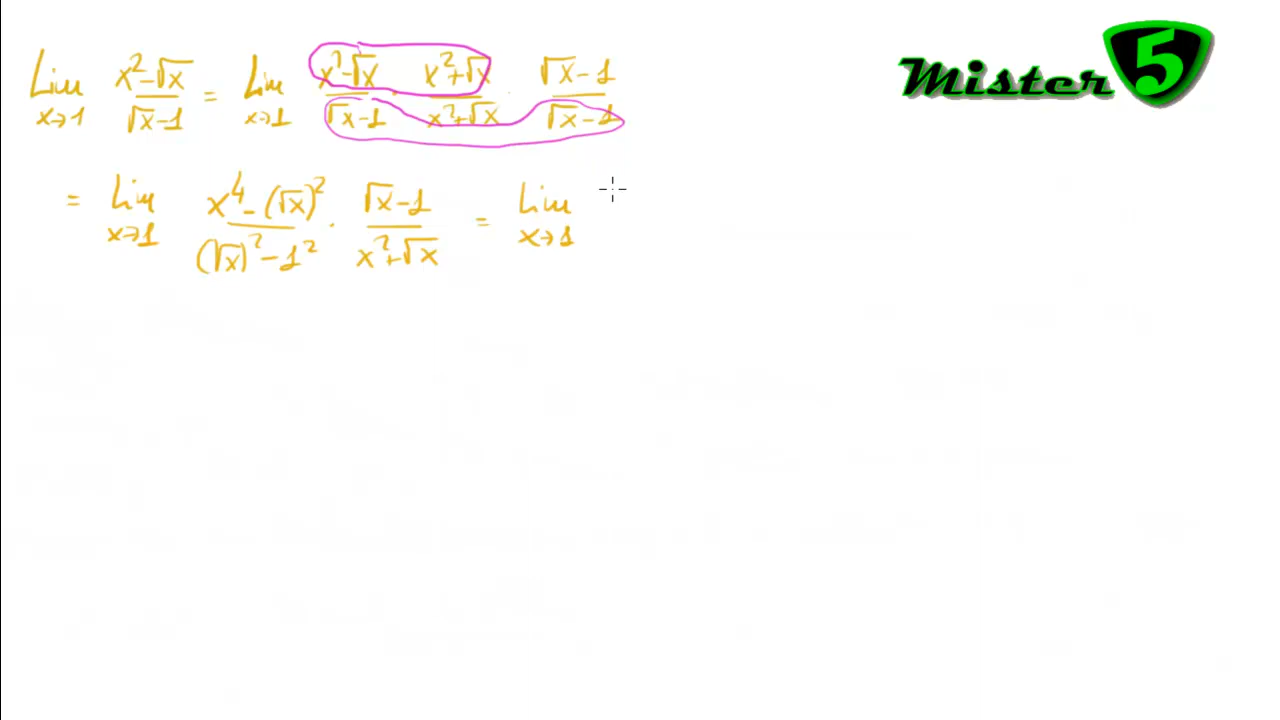 Lim x→1 x²-√x / √x-1 = Lim x→1 x²-√x / √x-1 · x²+√x / x²+√x · √x-1 / √x-1
= Lim x→1 x⁴-(√x)² / (√x)²-1² · √x-1 / x²+√x = Lim x→1
Mister 5